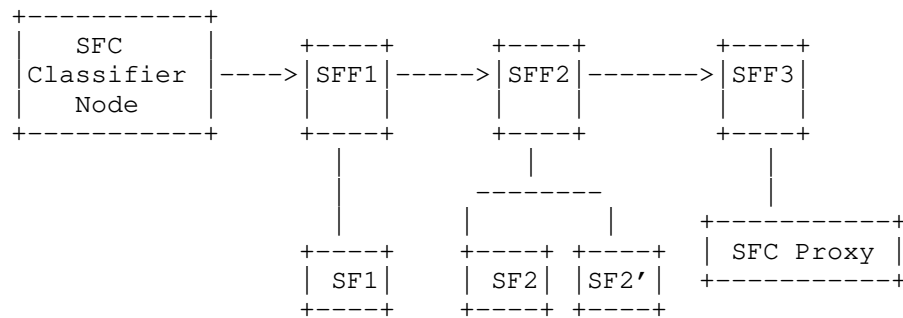 SFC
Classifier SFF1 SFF2 SFF3
Node
SFC Proxy
SF1 SF2 SF2′